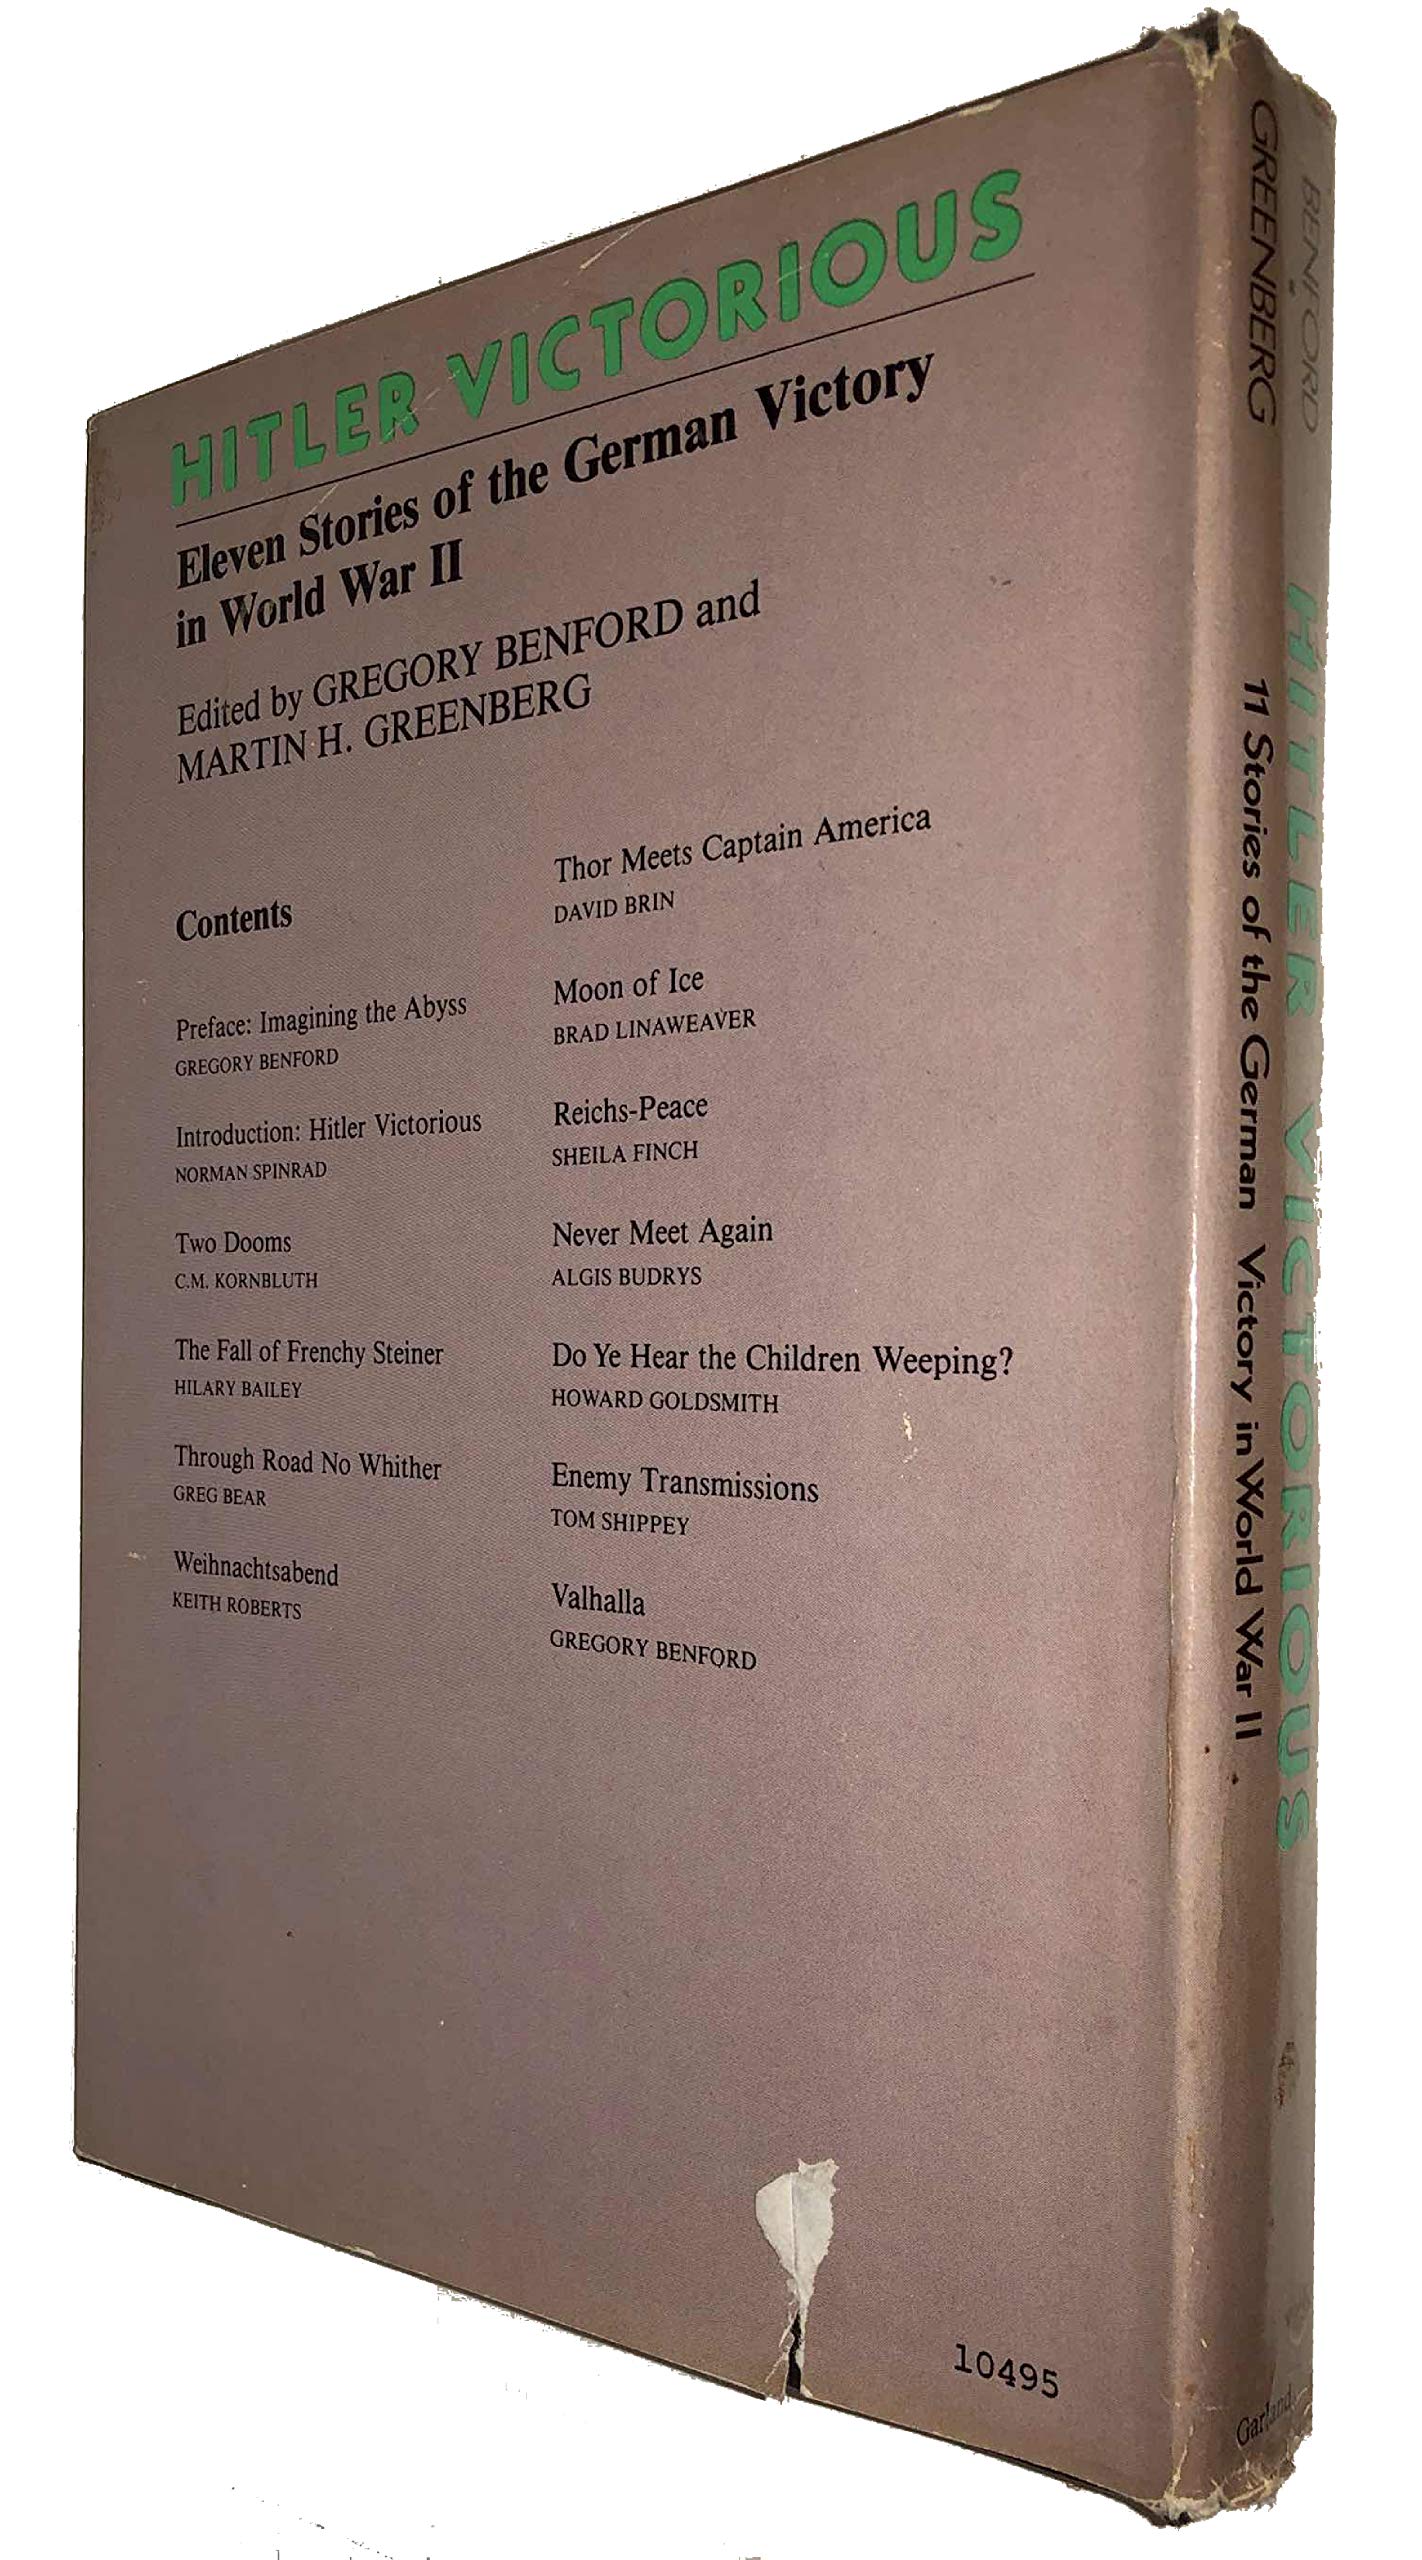 HITLER VICTORIOUS
Eleven Stories of the German Victory
in World War II
Edited by GREGORY BENFORD and
MARTIN H. GREENBERG
Contents
Preface: Imagining the Abyss
GREGORY BENFORD
Introduction: Hitler Victorious
NORMAN SPINRAD
Two Dooms
C.M. KORNBLUTH
The Fall of Frenchy Steiner
HILARY BAILEY
Through Road No Whither
GREG BEAR
Weihnachtsabend
KEITH ROBERTS
Thor Meets Captain America
DAVID BRIN
Moon of Ice
BRAD LINAWEAVER
Reichs-Peace
SHEILA FINCH
Never Meet Again
ALGIS BUDRYS
Do Ye Hear the Children Weeping?
HOWARD GOLDSMITH
Enemy Transmissions
TOM SHIPPEY
Valhalla
GREGORY BENFORD
10495
BENFORD
GREENBERG
HITLER VICTORIOUS
11 Stories of the German Victory in World War II
Garland